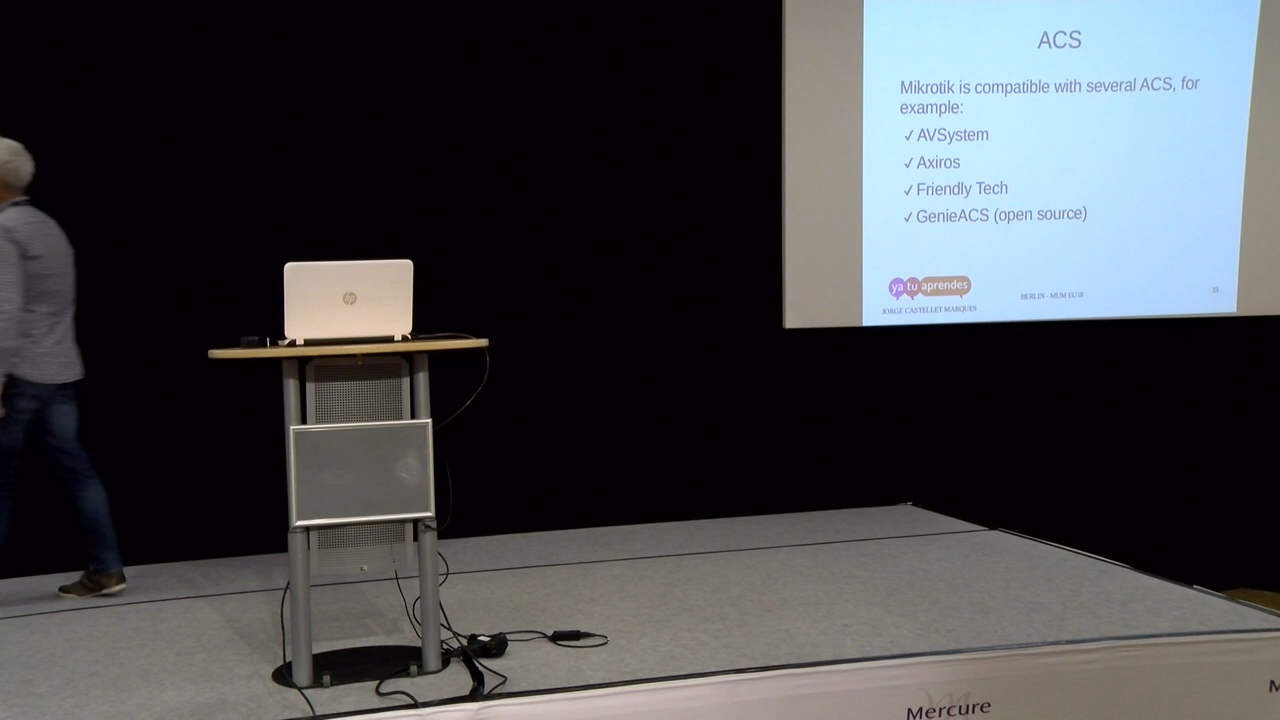 ACS
Mikrotik is compatible with several ACS, for
example:
✓ AVSystem
✓ Axiros
✓ Friendly Tech
✓ GenieACS (open source)
ya tu aprendes
JORGE CASTELLET MARQUES
BERLIN - MUM EU18
hp
Mercure
M